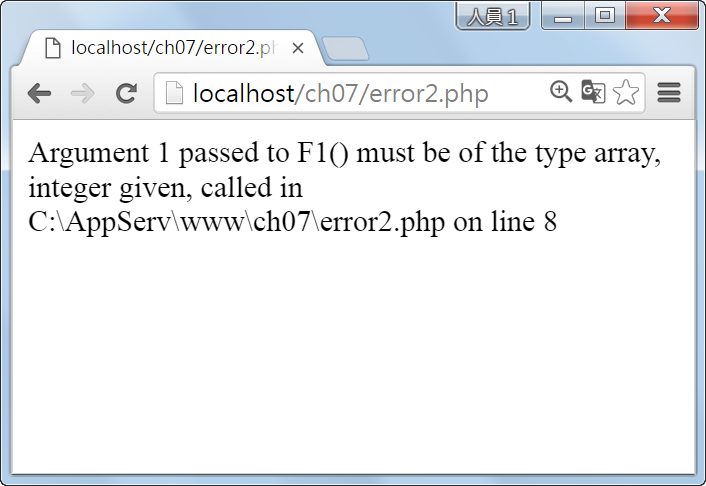 人員1
localhost/ch07/error2.ph
localhost/ch07/error2.php
Argument 1 passed to F1() must be of the type array,
integer given, called in
C:\AppServ\www\ch07\error2.php on line 8